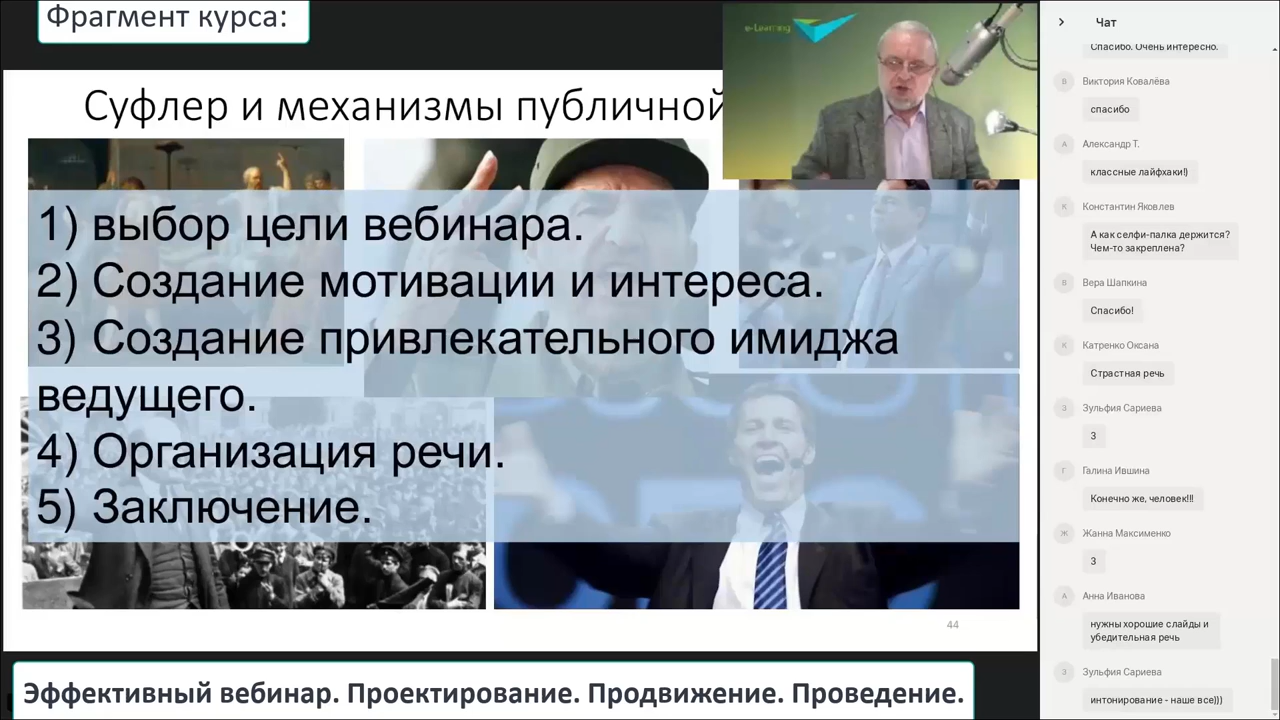 Фрагмент курса:
e-Learning
Суфлер и механизмы публичной
1) выбор цели вебинара.
2) Создание мотивации и интереса.
3) Создание привлекательного имиджа
ведущего.
4) Организация речи.
5) Заключение.
44
Эффективный вебинар. Проектирование. Продвижение. Проведение.
Чат
Спасибо. Очень интересно.
В
Виктория Ковалёва
спасибо
А
Александр Т.
классные лайфхаки!)
К
Константин Яковлев
А как селфи-палка держится?
Чем-то закреплена?
В
Вера Шапкина
Спасибо!
К
Катренко Оксана
Страстная речь
З
Зульфия Сариева
3
Г
Галина Ившина
Конечно же, человек!!!
Ж
Жанна Максименко
3
А
Анна Иванова
нужны хорошие слайды и
убедительная речь
З
Зульфия Сариева
интонирование - наше все)))